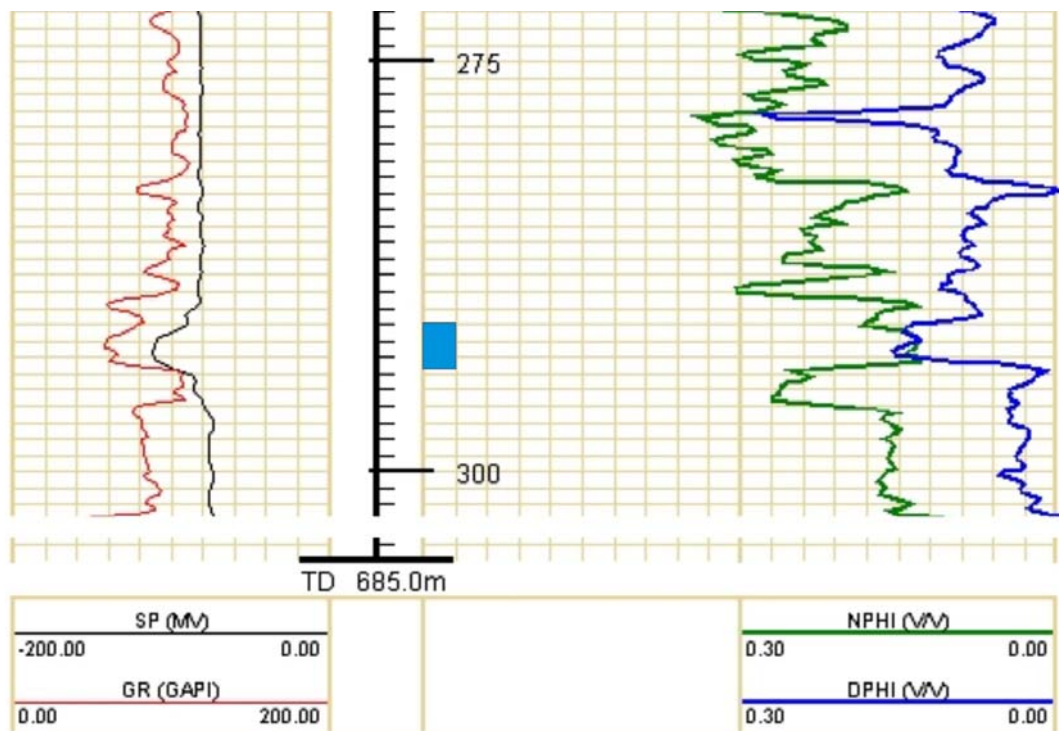 275
300
TD 685.0m
SP (MV)
-200.00 0.00
GR (GAPI)
0.00 200.00
NPHI (V/V)
0.30 0.00
DPHI (V/V)
0.30 0.00